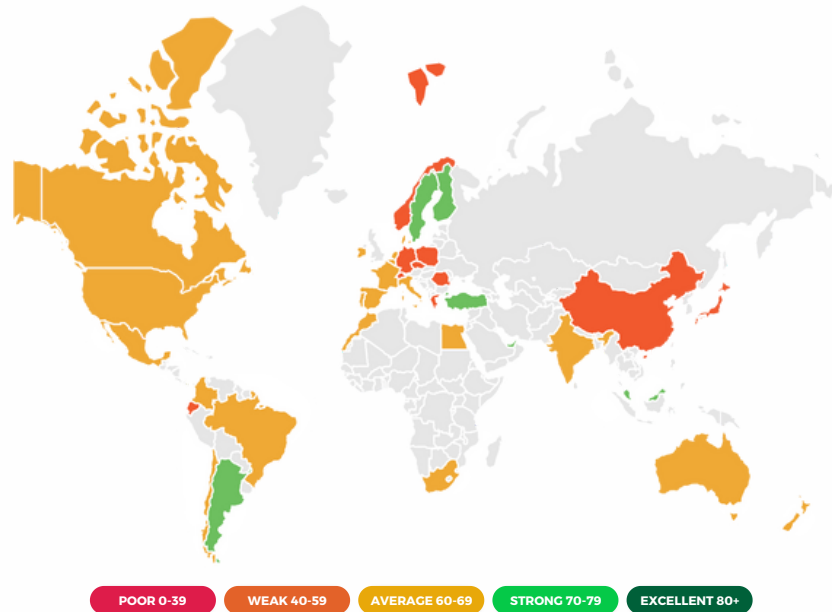 POOR 0-39
WEAK 40-59
AVERAGE 60-69
STRONG 70-79
EXCELLENT 80+